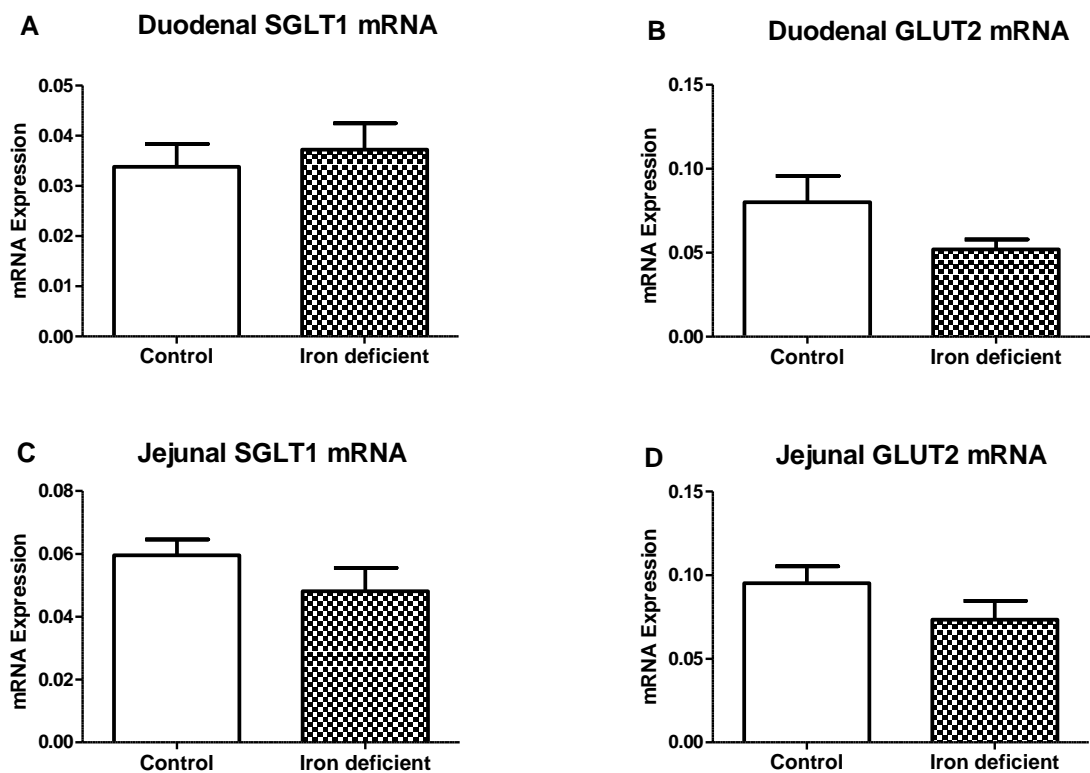 A
Duodenal SGLT1 mRNA
mRNA Expression
0.05
0.04
0.03
0.02
0.01
0.00
Control
Iron deficient
B
Duodenal GLUT2 mRNA
mRNA Expression
0.15
0.10
0.05
0.00
Control
Iron deficient
C
Jejunal SGLT1 mRNA
mRNA Expression
0.08
0.06
0.04
0.02
0.00
Control
Iron deficient
D
Jejunal GLUT2 mRNA
mRNA Expression
0.15
0.10
0.05
0.00
Control
Iron deficient